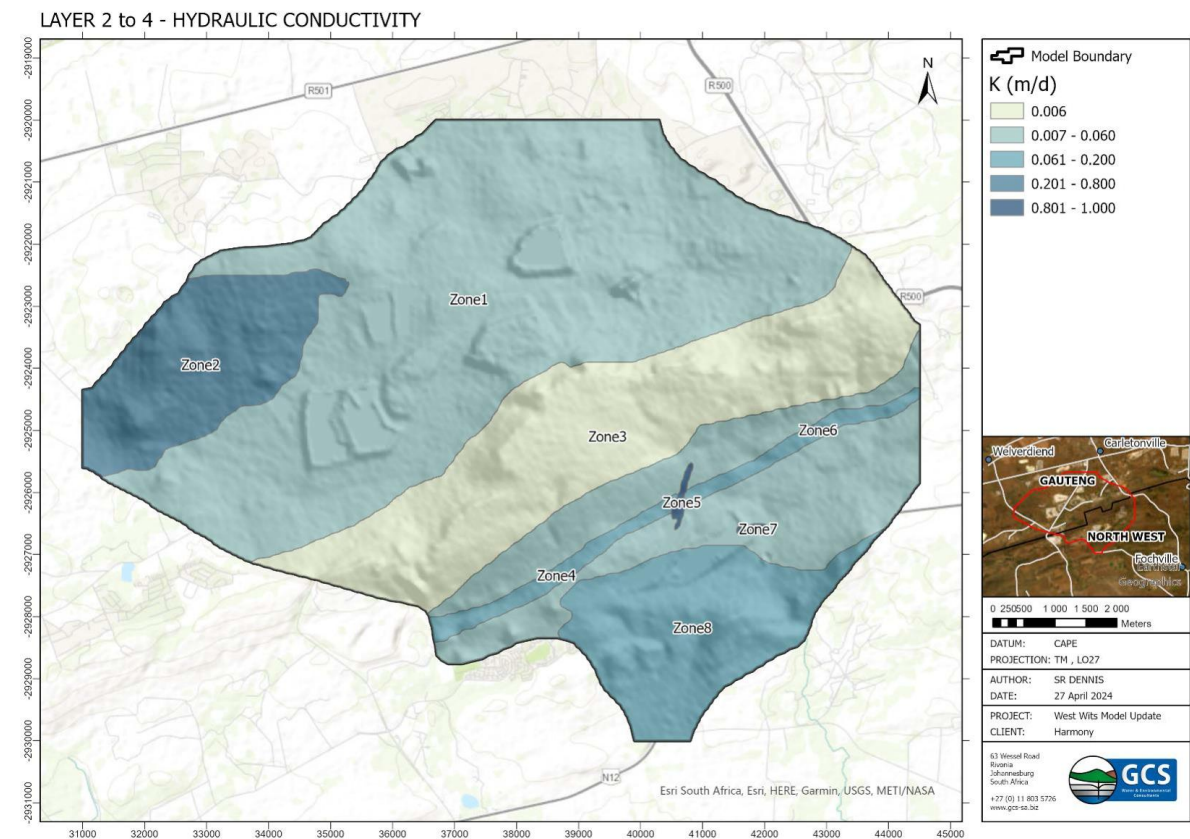 LAYER 2 to 4 - HYDRAULIC CONDUCTIVITY
-2919000
-2920000
-2921000
-2922000
-2923000
-2924000
-2925000
-2926000
-2927000
-2928000
-2929000
-2930000
-2931000
R501
R500
N
R500
Zone1
Zone2
Zone3
Zone6
Zone5
Zone7
Zone4
Zone8
N12
Esri South Africa, Esri, HERE, Garmin, USGS, METI/NASA
31000 32000 33000 34000 35000 36000 37000 38000 39000 40000 41000 42000 43000 44000 45000
Model Boundary
K (m/d)
0.006
0.007 - 0.060
0.061 - 0.200
0.201 - 0.800
0.801 - 1.000
Carletonville
Welverdiend
GAUTENG
NORTH WEST
Fochville
Earthstar
Geographics
0 250500 1 000 1 500 2 000
Meters
DATUM: CAPE
PROJECTION: TM , LO27
AUTHOR: SR DENNIS
DATE: 27 April 2024
PROJECT: West Wits Model Update
CLIENT: Harmony
63 Wessel Road
Rivonia
Johannesburg
South Africa
+27 (0) 11 803 5726
www.gcs-sa.biz
GCS
Water & Environmental
Consultants